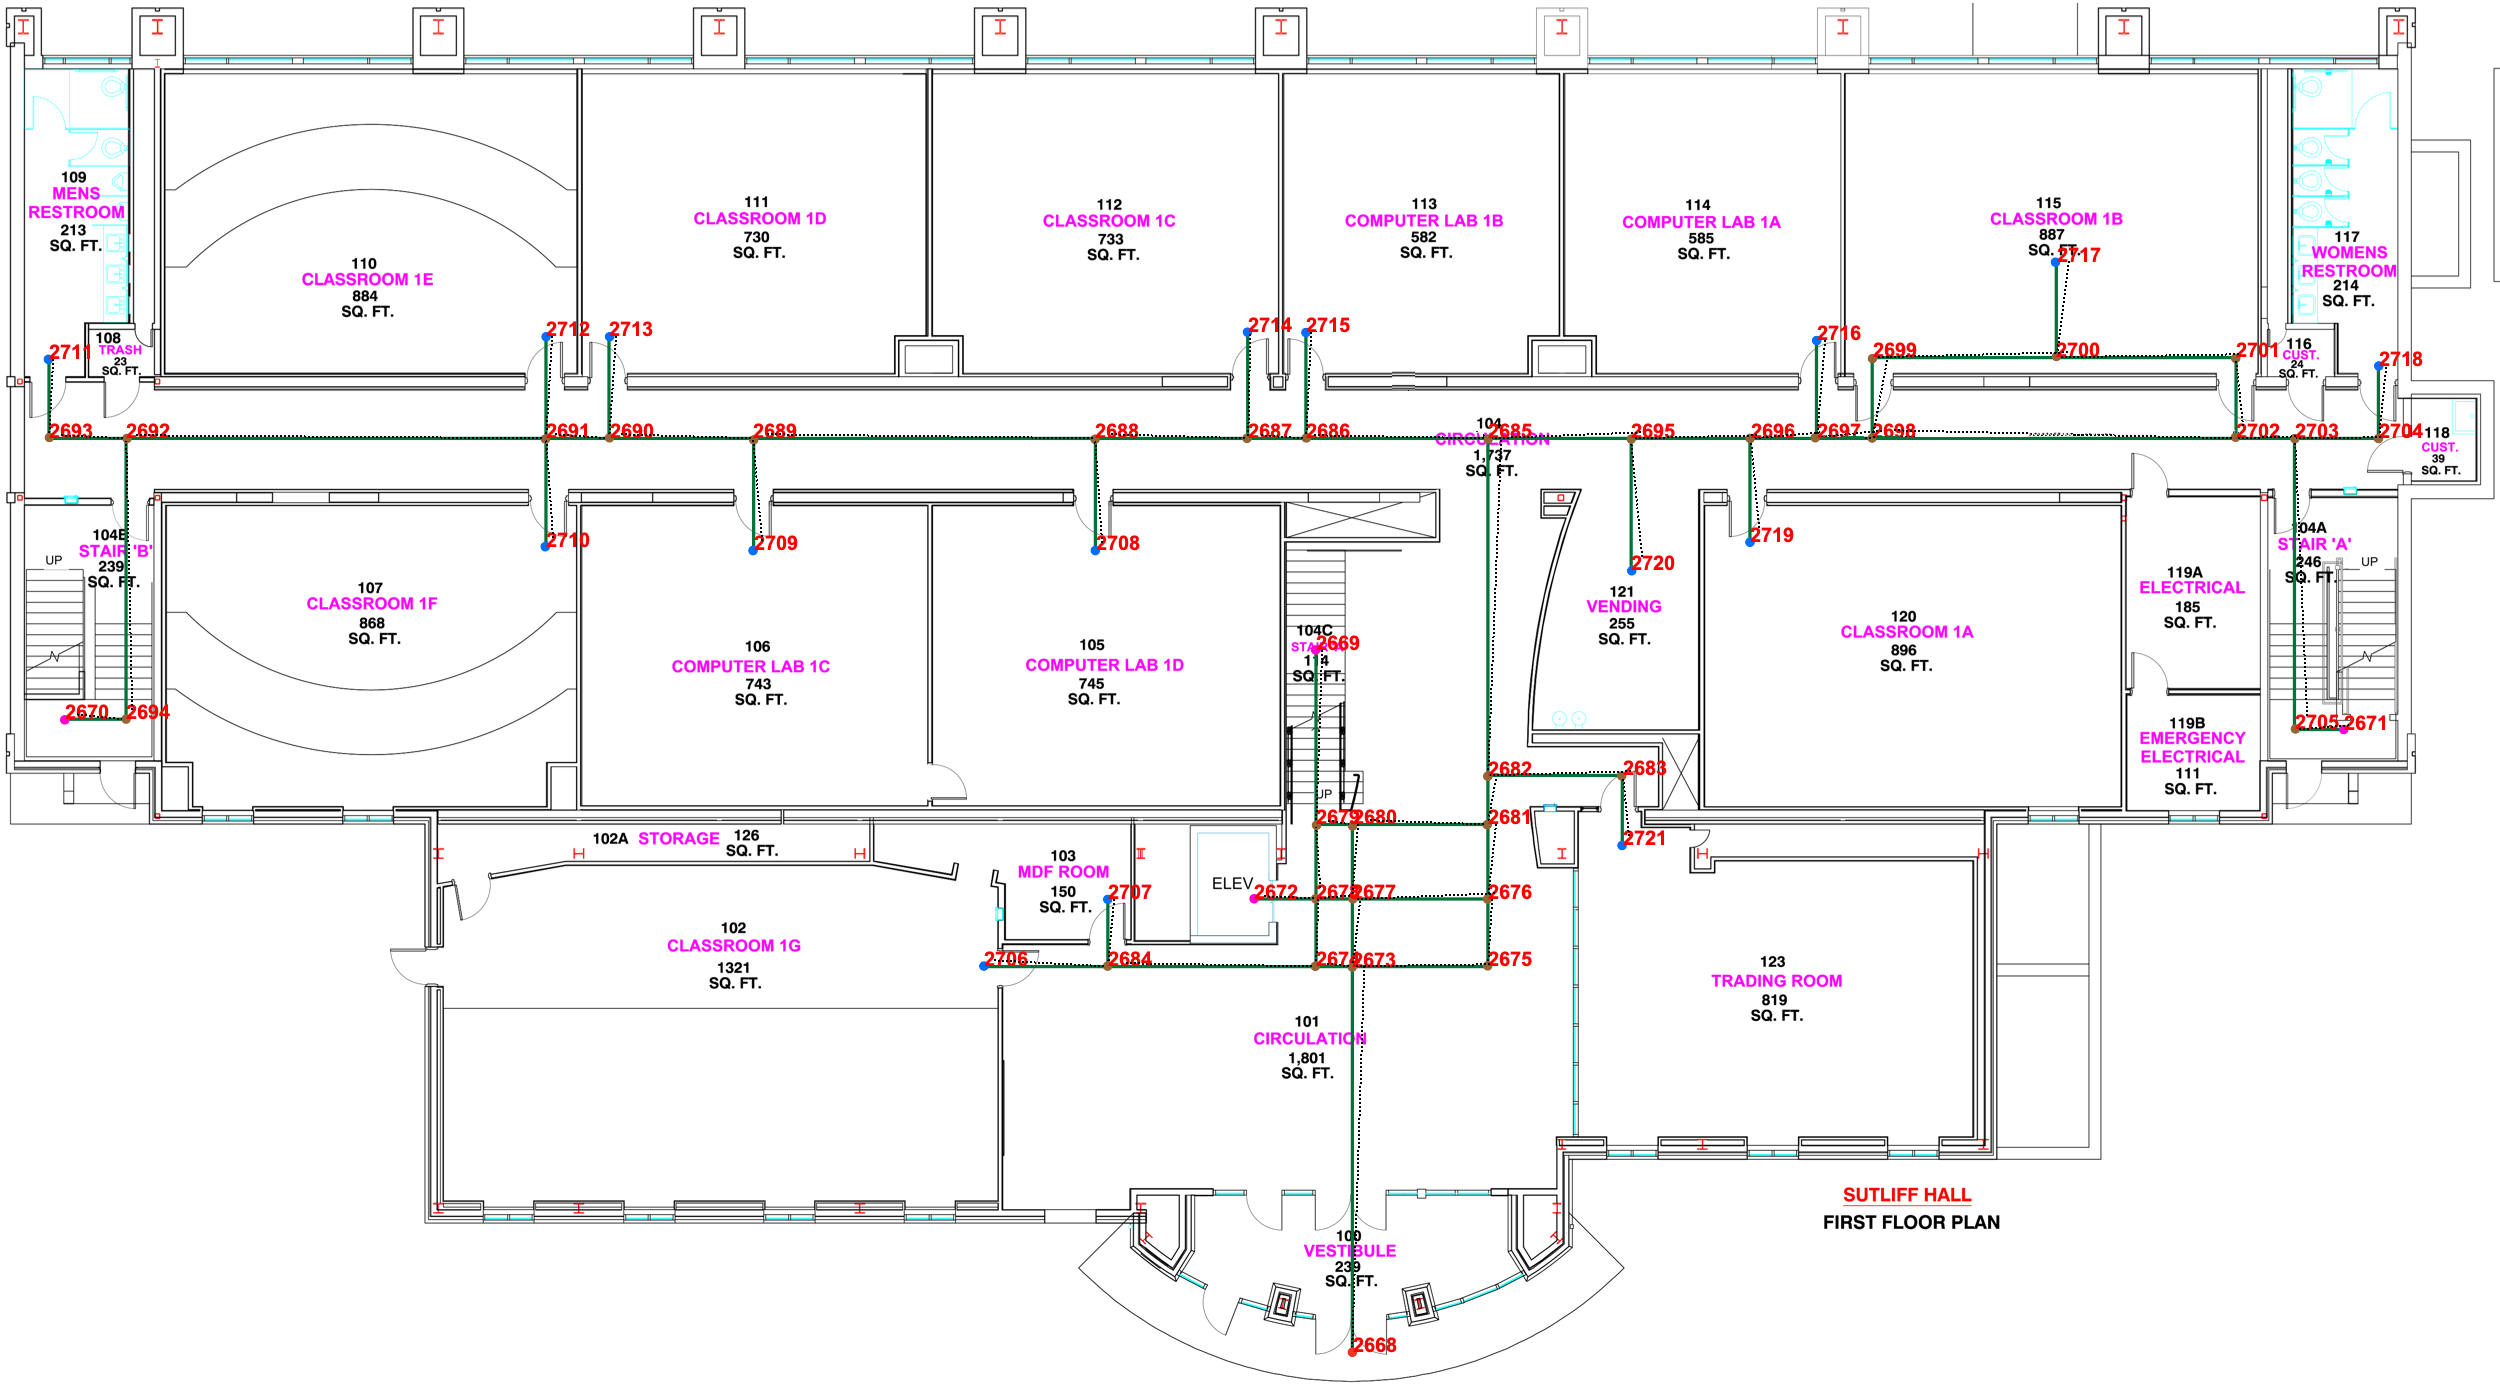 109
MENS
RESTROOM
213
SQ. FT.
108
TRASH
23
SQ. FT.
110
CLASSROOM 1E
884
SQ. FT.
111
CLASSROOM 1D
730
SQ. FT.
112
CLASSROOM 1C
733
SQ. FT.
113
COMPUTER LAB 1B
582
SQ. FT.
114
COMPUTER LAB 1A
585
SQ. FT.
115
CLASSROOM 1B
887
SQ. FT.
2717
117
WOMENS
RESTROOM
214
SQ. FT.
116
CUST.
24
SQ. FT.
2711
2712
2713
2714
2715
2716
2699
2700
2701
2718
2693
2692
2691
2690
2689
2688
2687
2686
2685
2695
2696
2697
2698
2702
2703
2704
104
CIRCULATION
1,737
SQ. FT.
118
CUST.
39
SQ. FT.
104B
STAIR 'B'
239
SQ. FT.
UP
2710
2709
2708
2720
2719
104A
STAIR 'A'
246
SQ. FT.
UP
107
CLASSROOM 1F
868
SQ. FT.
106
COMPUTER LAB 1C
743
SQ. FT.
105
COMPUTER LAB 1D
745
SQ. FT.
104C
2669
114
SQ. FT.
UP
121
VENDING
255
SQ. FT.
120
CLASSROOM 1A
896
SQ. FT.
119A
ELECTRICAL
185
SQ. FT.
119B
EMERGENCY
ELECTRICAL
111
SQ. FT.
2670
2694
2705
2671
2682
2683
2679
2680
2681
2721
102A
STORAGE
126
SQ. FT.
103
MDF ROOM
150
SQ. FT.
ELEV
2672
2677
2676
2707
2706
2684
2674
2673
2675
102
CLASSROOM 1G
1321
SQ. FT.
101
CIRCULATION
1,801
SQ. FT.
123
TRADING ROOM
819
SQ. FT.
100
VESTIBULE
239
SQ. FT.
2668
SUTLIFF HALL
FIRST FLOOR PLAN